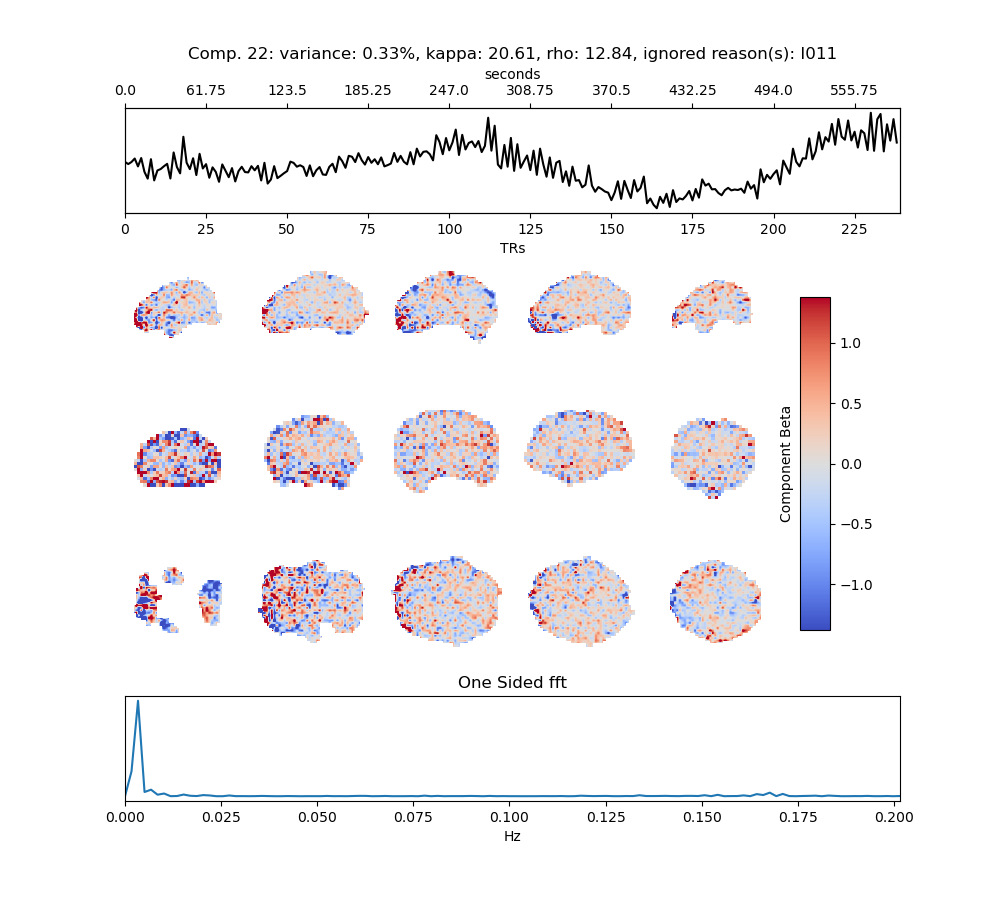 Comp. 22: variance: 0.33%, kappa: 20.61, rho: 12.84, ignored reason(s): I011
seconds
0.0 61.75 123.5 185.25 247.0 308.75 370.5 432.25 494.0 555.75
0 25 50 75 100 125 150 175 200 225
TRs
1.0
0.5
0.0
−0.5
−1.0
Component Beta
One Sided fft
0.000 0.025 0.050 0.075 0.100 0.125 0.150 0.175 0.200
Hz